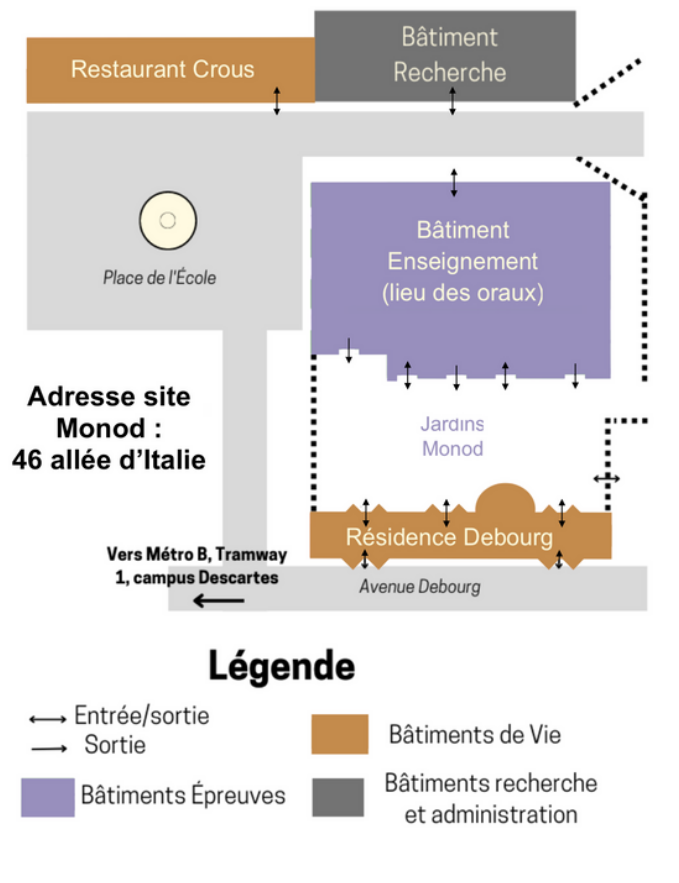 Bâtiment
Recherche
Restaurant Crous
Bâtiment
Enseignement
(lieu des oraux)
Place de l'École
Adresse site
Monod :
46 allée d'Italie
Jardins
Monod
Résidence Debourg
Vers Métro B, Tramway
1, campus Descartes
Avenue Debourg
Légende
Entrée/sortie
Sortie
Bâtiments de Vie
Bâtiments Épreuves
Bâtiments recherche
et administration